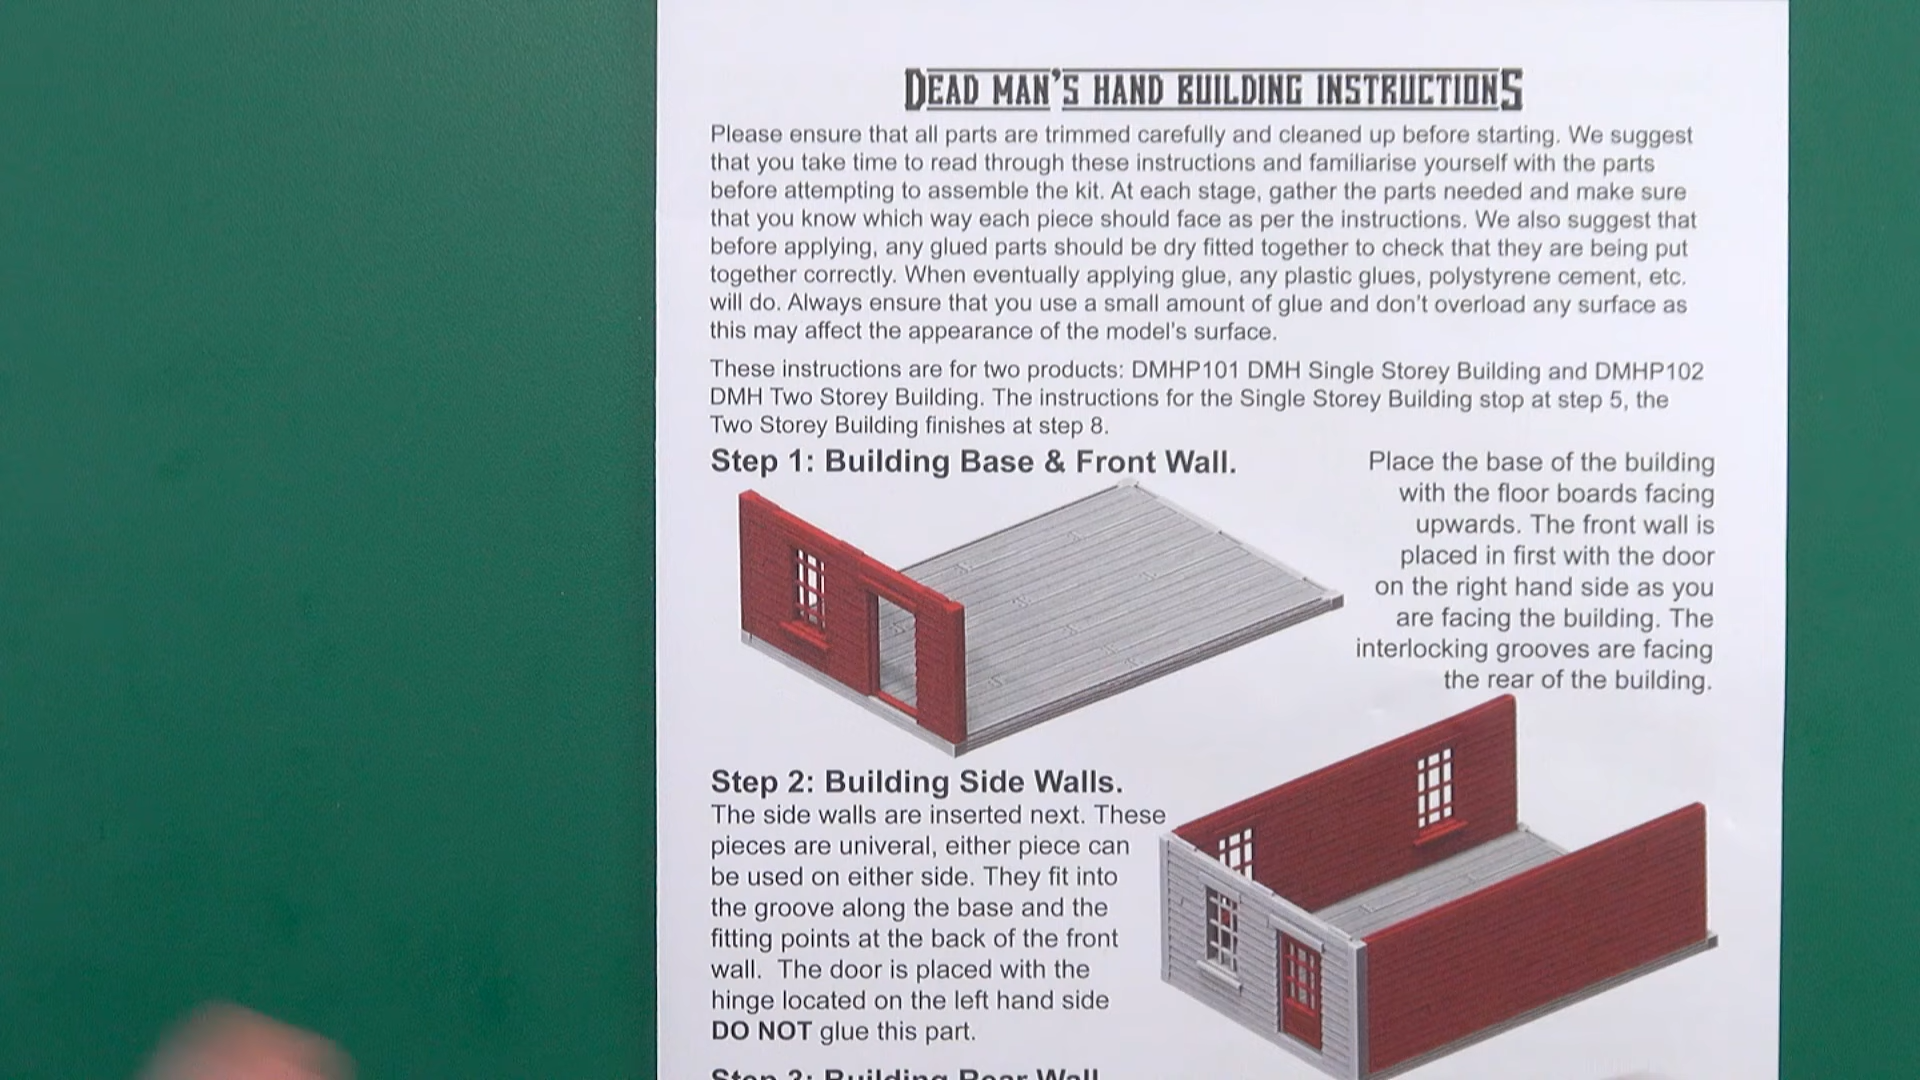 DEAD MAN'S HAND BUILDING INSTRUCTIONS
Please ensure that all parts are trimmed carefully and cleaned up before starting. We suggest
that you take time to read through these instructions and familiarise yourself with the parts
before attempting to assemble the kit. At each stage, gather the parts needed and make sure
that you know which way each piece should face as per the instructions. We also suggest that
before applying, any glued parts should be dry fitted together to check that they are being put
together correctly. When eventually applying glue, any plastic glues, polystyrene cement, etc.
will do. Always ensure that you use a small amount of glue and don't overload any surface as
this may affect the appearance of the model's surface.
These instructions are for two products: DMHP101 DMH Single Storey Building and DMHP102
DMH Two Storey Building. The instructions for the Single Storey Building stop at step 5, the
Two Storey Building finishes at step 8.
Step 1: Building Base & Front Wall.
Place the base of the building
with the floor boards facing
upwards. The front wall is
placed in first with the door
on the right hand side as you
are facing the building. The
interlocking grooves are facing
the rear of the building.
Step 2: Building Side Walls.
The side walls are inserted next. These
pieces are univeral, either piece can
be used on either side. They fit into
the groove along the base and the
fitting points at the back of the front
wall. The door is placed with the
hinge located on the left hand side
DO NOT glue this part.
Step 3: Building Rear Wall